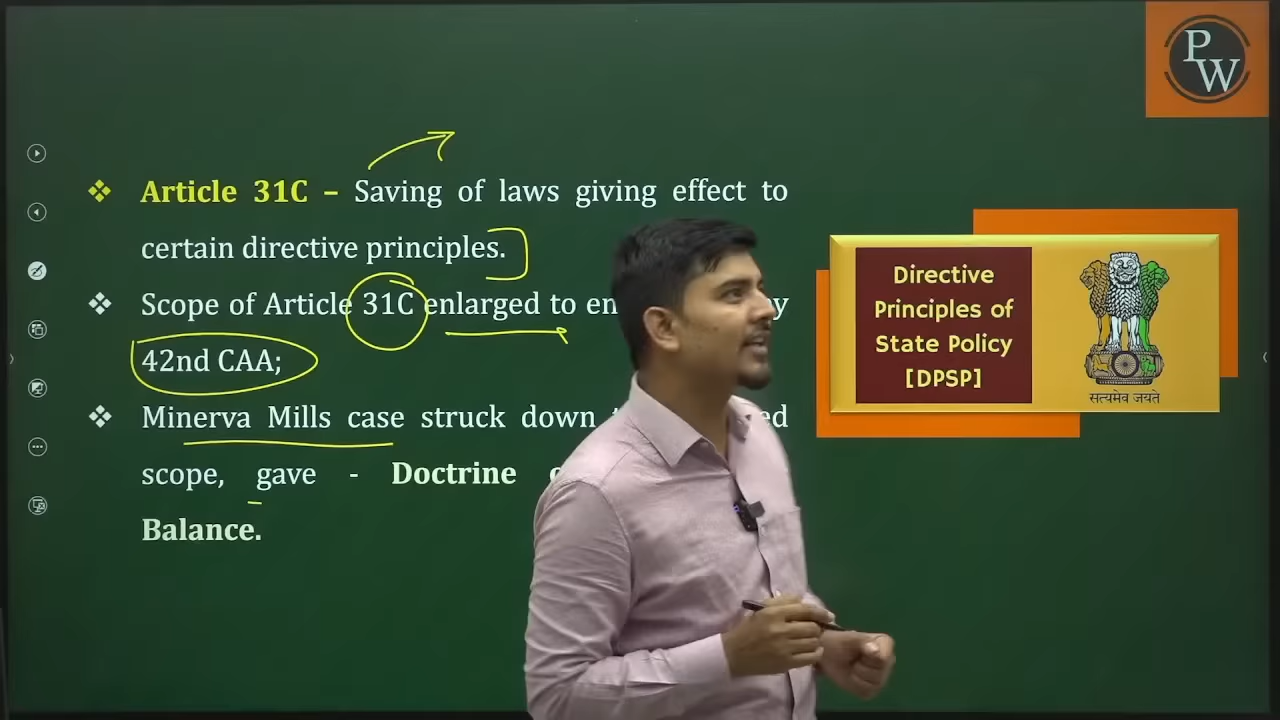 Article 31C – Saving of laws giving effect to
certain directive principles.
Scope of Article 31C enlarged to
42nd CAA;
Minerva Mills case struck down
scope, gave - Doctrine
Balance.
PW
Directive
Principles of
State Policy
[DPSP]
सत्यमेव जयते